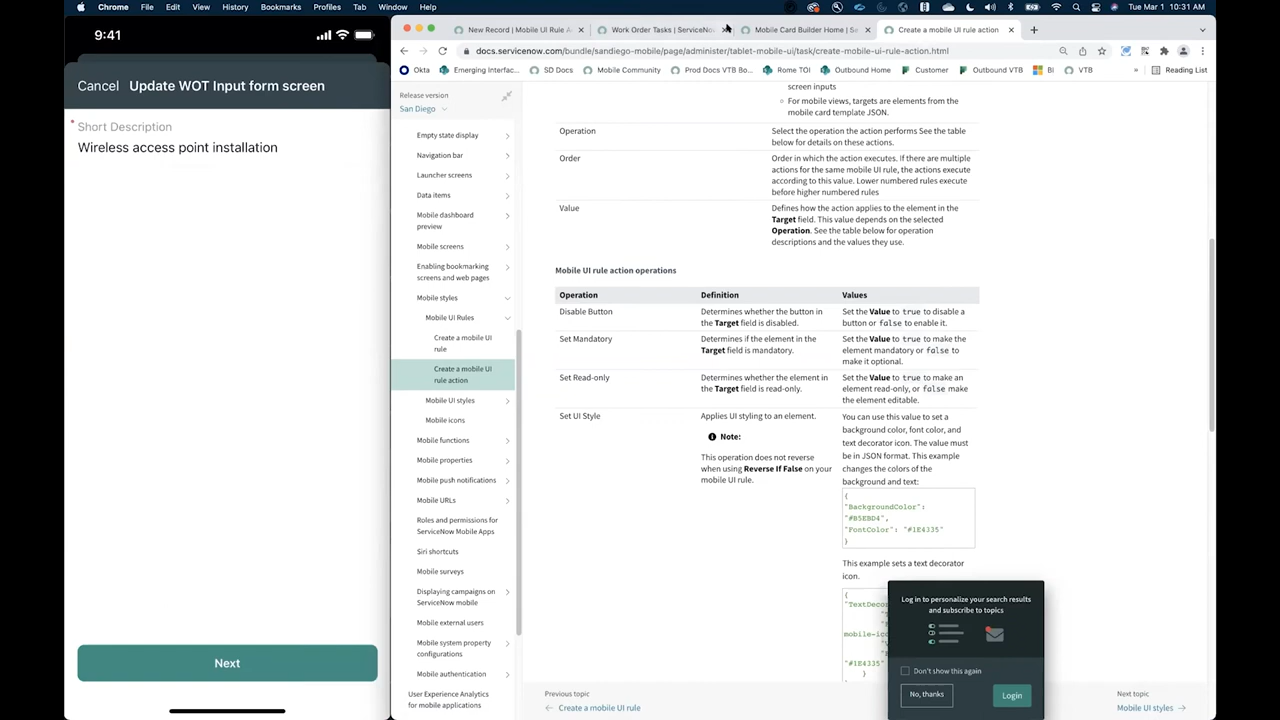 Chrome File Edit View History Bookmarks Profiles Tab Window Help
Tue Mar 1 10:31 AM
9:41
Cancel Update WOT Input form screen
* Short Description
Wireless access point installation
Next
New Record | Mobile UI Rule A
Work Order Tasks | ServiceNo
Mobile Card Builder Home | Se
Create a mobile UI rule action
docs.servicenow.com/bundle/sandiego-mobile/page/administer/tablet-mobile-ui/task/create-mobile-ui-rule-action.html
Okta Emerging Interfac... SD Docs Mobile Community Prod Docs VTB Bo... Rome TOI Outbound Home Customer Outbound VTB BI VTB » Reading List
Release version
San Diego
Empty state display
Navigation bar
Launcher screens
Data items
Mobile dashboard
preview
Mobile screens
Enabling bookmarking
screens and web pages
Mobile styles
Mobile UI Rules
Create a mobile UI
rule
Create a mobile UI
rule action
Mobile UI styles
Mobile icons
Mobile functions
Mobile properties
Mobile push notifications
Mobile URLs
Roles and permissions for
ServiceNow Mobile Apps
Siri shortcuts
Mobile surveys
Displaying campaigns on
ServiceNow mobile
Mobile external users
Mobile system property
configurations
Mobile authentication
User Experience Analytics
for mobile applications
screen inputs
○ For mobile views, targets are elements from the
mobile card template JSON.
Operation
Select the operation the action performs See the table
below for details on these actions.
Order
Order in which the action executes. If there are multiple
actions for the same mobile UI rule, the actions execute
according to this value. Lower numbered rules execute
before higher numbered rules
Value
Defines how the action applies to the element in the
Target field. This value depends on the selected
Operation. See the table below for operation
descriptions and the values they use.
Mobile UI rule action operations
Operation Definition Values
Disable Button
Determines whether the button in
the Target field is disabled.
Set the Value to true to disable a
button or false to enable it.
Set Mandatory
Determines if the element in the
Target field is mandatory.
Set the Value to true to make the
element mandatory or false to
make it optional.
Set Read-only
Determines whether the element in
the Target field is read-only.
Set the Value to true to make an
element read-only, or false make
the element editable.
Set UI Style
Applies UI styling to an element.
Note:
This operation does not reverse
when using Reverse If False on your
mobile UI rule.
You can use this value to set a
background color, font color, and
text decorator icon. The value must
be in JSON format. This example
changes the colors of the
background and text:
{
"BackgroundColor":
"#B5EBD4",
"FontColor": "#1E4335"
}
This example sets a text decorator
icon.
{
"TextDecor
mobile-ico
"#1E4335"
}
Log in to personalize your search results
and subscribe to topics
Don't show this again
No, thanks
Login
Previous topic
← Create a mobile UI rule
Next topic
Mobile UI styles →